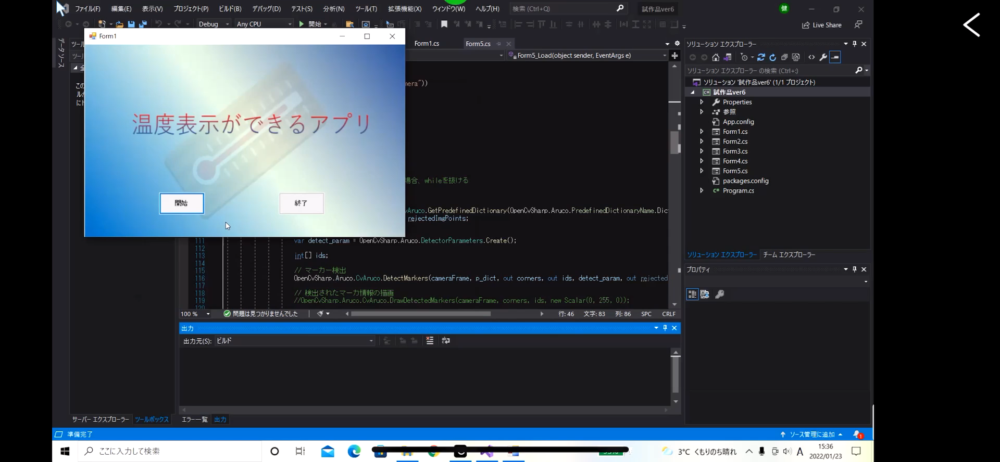 ファイル(F) 編集(E) 表示(V) プロジェクト(P) ビルド(B) デバッグ(D) テスト(S) 分析(N) ツール(T) 拡張機能(X) ウィンドウ(W) ヘルプ(H) 検索 (Ctrl+Q) 試作品ver6 健
Debug Any CPU 開始 Live Share
データソース
Form1
Form1.cs Form5.cs
Form5_Load(object sender, EventArgs e)
mera"))
温度表示ができるアプリ
開始 終了
場合、whileを抜ける
CvAruco.GetPredefinedDictionary(OpenCvSharp.Aruco.PredefinedDictionaryName.Dic
rejectedImgPoints;
111 var detect_param = OpenCvSharp.Aruco.DetectorParameters.Create();
112
113 int[] ids;
114
115 // マーカー検出
116 OpenCvSharp.Aruco.CvAruco.DetectMarkers(cameraFrame, p_dict, out corners, out ids, detect_param, out rejected
117
118 // 検出されたマーカ情報の描画
119 //OpenCvSharp.Aruco.CvAruco.DrawDetectedMarkers(cameraFrame, corners, ids, new Scalar(0, 255, 0));
120
100 % 問題は見つかりませんでした 行: 46 文字: 83 列: 86 SPC CRLF
出力
出力元(S): ビルド
サーバー エクスプローラー ツールボックス エラー一覧 出力
ソリューション エクスプローラー
ソリューション エクスプローラー の検索 (Ctrl+;)
ソリューション '試作品ver6' (1/1 プロジェクト)
試作品ver6
Properties
参照
App.config
Form1.cs
Form2.cs
Form3.cs
Form4.cs
Form5.cs
packages.config
Program.cs
ソリューション エクスプローラー チーム エクスプローラー
プロパティ
準備完了 ソース管理に追加 1
ここに入力して検索
3°C くもりのち晴れ A 15:36
2022/01/23